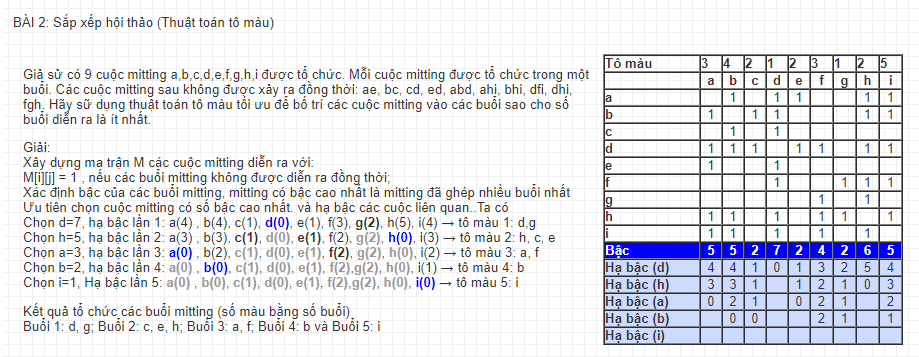 BÀI 2: Sắp xếp hội thảo (Thuật toán tô màu)
Giả sử có 9 cuộc mitting a,b,c,d,e,f,g,h,i được tổ chức. Mỗi cuộc mitting được tổ chức trong một
buổi. Các cuộc mitting sau không được xảy ra đồng thời: ae, bc, cd, ed, abd, ahi, bhi, dfi, dhi,
fgh. Hãy sữ dụng thuật toán tô màu tối ưu để bố trí các cuộc mitting vào các buổi sao cho số
buổi diễn ra là ít nhất.
Giải:
Xây dựng ma trận M các cuộc mitting diễn ra với:
M[i][j] = 1 , nếu các buổi mitting không được diễn ra đồng thời;
Xác định bậc của các buổi mitting, mitting có bậc cao nhất là mitting đã ghép nhiều buổi nhất
Ưu tiên chọn cuộc mitting có số bậc cao nhất. và hạ bậc các cuộc liên quan..Ta có
Chọn d=7, hạ bậc lần 1: a(4) , b(4), c(1), d(0), e(1), f(3), g(2), h(5), i(4) → tô màu 1: d,g
Chọn h=5, hạ bậc lần 2: a(3) , b(3), c(1), d(0), e(1), f(2), g(2), h(0), i(3) → tô màu 2: h, c, e
Chọn a=3, hạ bậc lần 3: a(0) , b(2), c(1), d(0), e(1), f(2), g(2), h(0), i(2) → tô màu 3: a, f
Chọn b=2, hạ bậc lần 4: a(0) , b(0), c(1), d(0), e(1), f(2),g(2), h(0), i(1) → tô màu 4: b
Chọn i=1, Hạ bậc lần 5: a(0) , b(0), c(1), d(0), e(1), f(2),g(2), h(0), i(0) → tô màu 5: i
Kết quả tổ chức các buổi mitting (số màu bằng số buổi)
Buổi 1: d, g; Buổi 2: c, e, h; Buổi 3: a, f; Buổi 4: b và Buổi 5: i
Tô màu 3 4 2 1 2 3 1 2 5
a b c d e f g h i
a 1 1 1 1 1
b 1 1 1 1 1
c 1 1
d 1 1 1 1 1 1 1
e 1 1
f 1 1 1 1
g 1 1
h 1 1 1 1 1 1
i 1 1 1 1 1
Bậc 5 5 2 7 2 4 2 6 5
Hạ bậc (d) 4 4 1 0 1 3 2 5 4
Hạ bậc (h) 3 3 1 1 2 1 0 3
Hạ bậc (a) 0 2 1 0 2 1 2
Hạ bậc (b) 0 0 2 1 1
Hạ bậc (i)